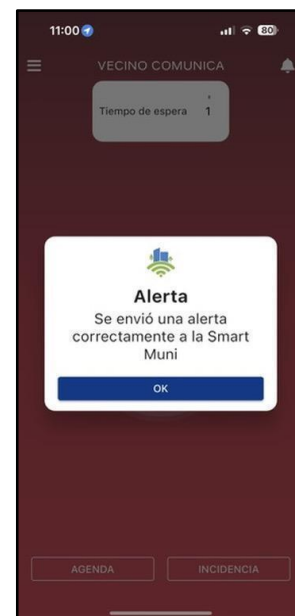 11:00
80
VECINO COMUNICA
Tiempo de espera 1
Alerta
Se envió una alerta
correctamente a la Smart
Muni
OK
AGENDA
INCIDENCIA